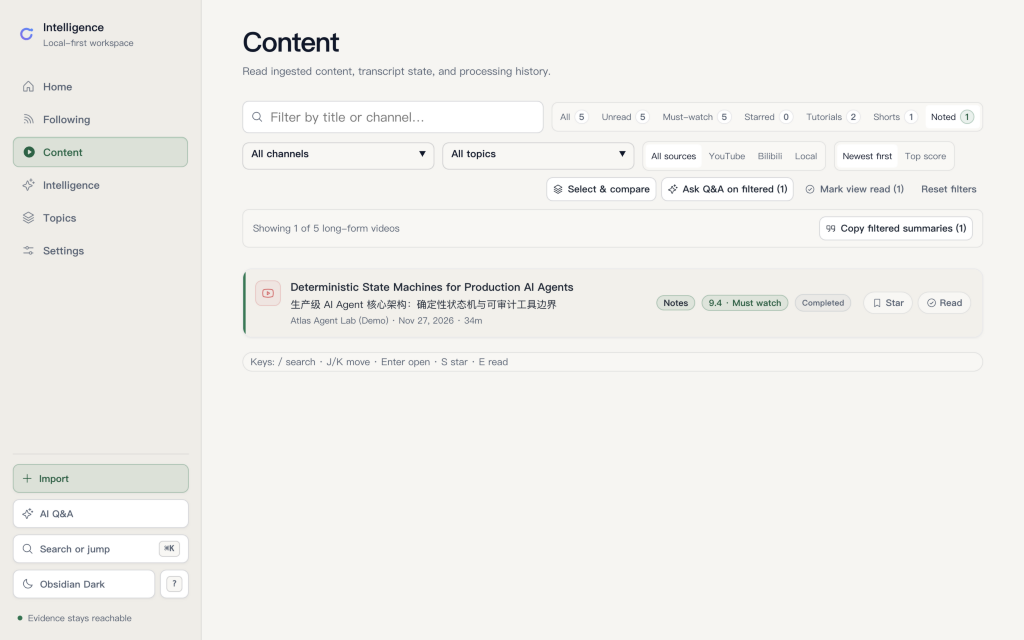 Intelligence
Local-first workspace
Home
Following
Content
Intelligence
Topics
Settings
Import
AI Q&A
Search or jump ⌘K
Obsidian Dark ?
Evidence stays reachable
Content
Read ingested content, transcript state, and processing history.
Filter by title or channel...
All 5 Unread 5 Must-watch 5 Starred 0 Tutorials 2 Shorts 1 Noted 1
All channels ▼ All topics ▼ All sources YouTube Bilibili Local Newest first Top score
Select & compare Ask Q&A on filtered (1) Mark view read (1) Reset filters
Showing 1 of 5 long-form videos Copy filtered summaries (1)
Deterministic State Machines for Production AI Agents
生产级 AI Agent 核心架构：确定性状态机与可审计工具边界
Atlas Agent Lab (Demo) · Nov 27, 2026 · 34m
Notes 9.4 · Must watch Completed Star Read
Keys: / search · J/K move · Enter open · S star · E read